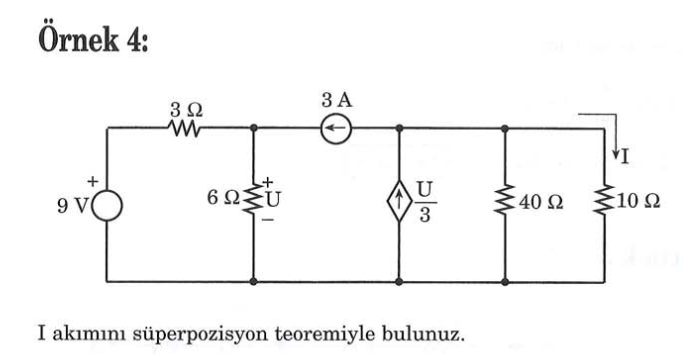 Örnek 4:
3 A
3 Ω
+
I
9 V
6 Ω
+
U
–
U
3
40 Ω
10 Ω
I akımını süperpozisyon teoremiyle bulunuz.